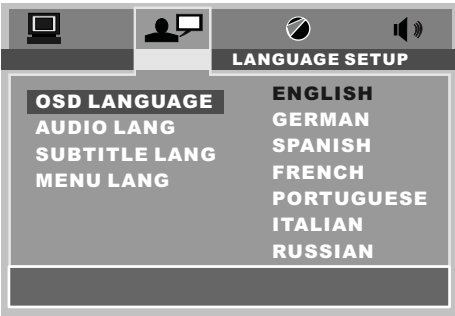 LANGUAGE SETUP
OSD LANGUAGE
AUDIO LANG
SUBTITLE LANG
MENU LANG
ENGLISH
GERMAN
SPANISH
FRENCH
PORTUGUESE
ITALIAN
RUSSIAN